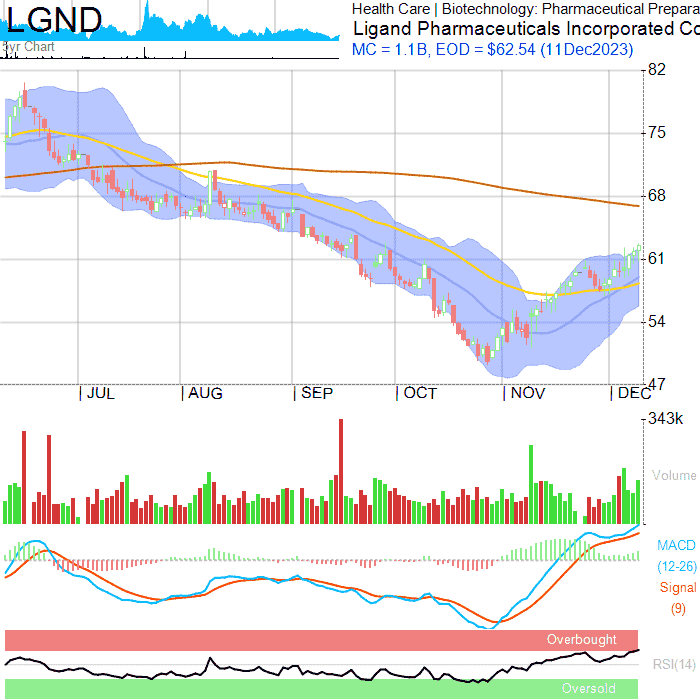 LGND
5yr Chart
Health Care | Biotechnology: Pharmaceutical Prepara
Ligand Pharmaceuticals Incorporated Co
MC = 1.1B, EOD = $62.54 (11Dec2023)
82
75
68
61
54
47
| JUL
| AUG
| SEP
| OCT
| NOV
| DEC
343k
Volume
MACD
(12-26)
Signal
(9)
Overbought
RSI(14)
Oversold